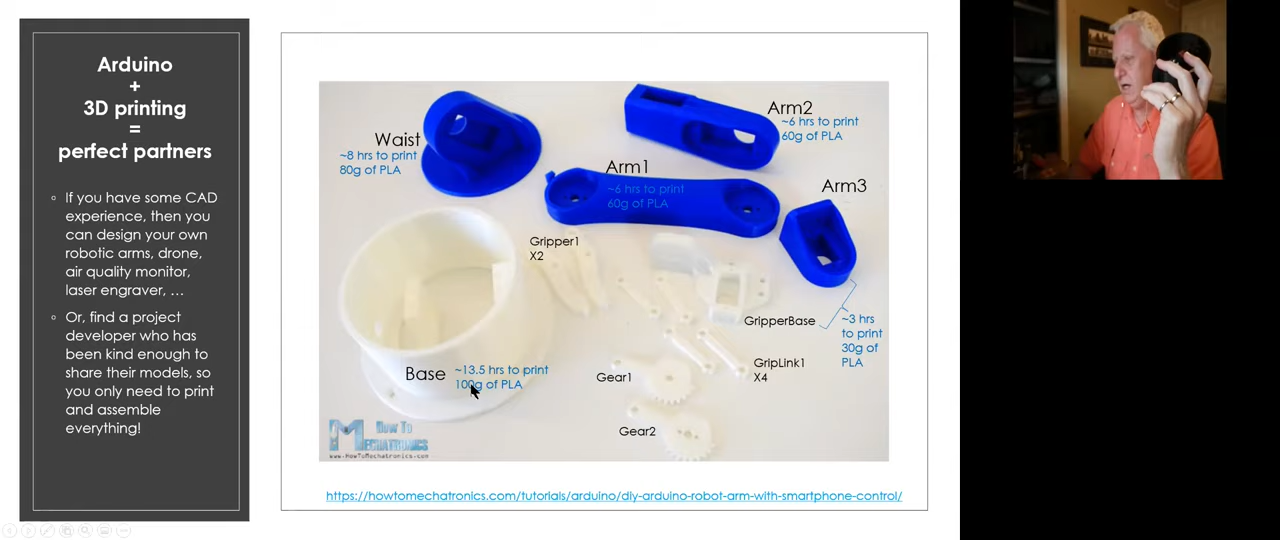 Arduino
+
3D printing
=
perfect partners
If you have some CAD
experience, then you
can design your own
robotic arms, drone,
air quality monitor,
laser engraver, …
Or, find a project
developer who has
been kind enough to
share their models, so
you only need to print
and assemble
everything!
Waist
~8 hrs to print
80g of PLA
Arm2
~6 hrs to print
60g of PLA
Arm1
~6 hrs to print
60g of PLA
Arm3
Gripper1
X2
GripperBase
~3 hrs
to print
30g of
PLA
Base
~13.5 hrs to print
100g of PLA
GripLink1
X4
Gear1
Gear2
How To
Mechatronics
www.HowToMechatronics.com
https://howtomechatronics.com/tutorials/arduino/diy-arduino-robot-arm-with-smartphone-control/